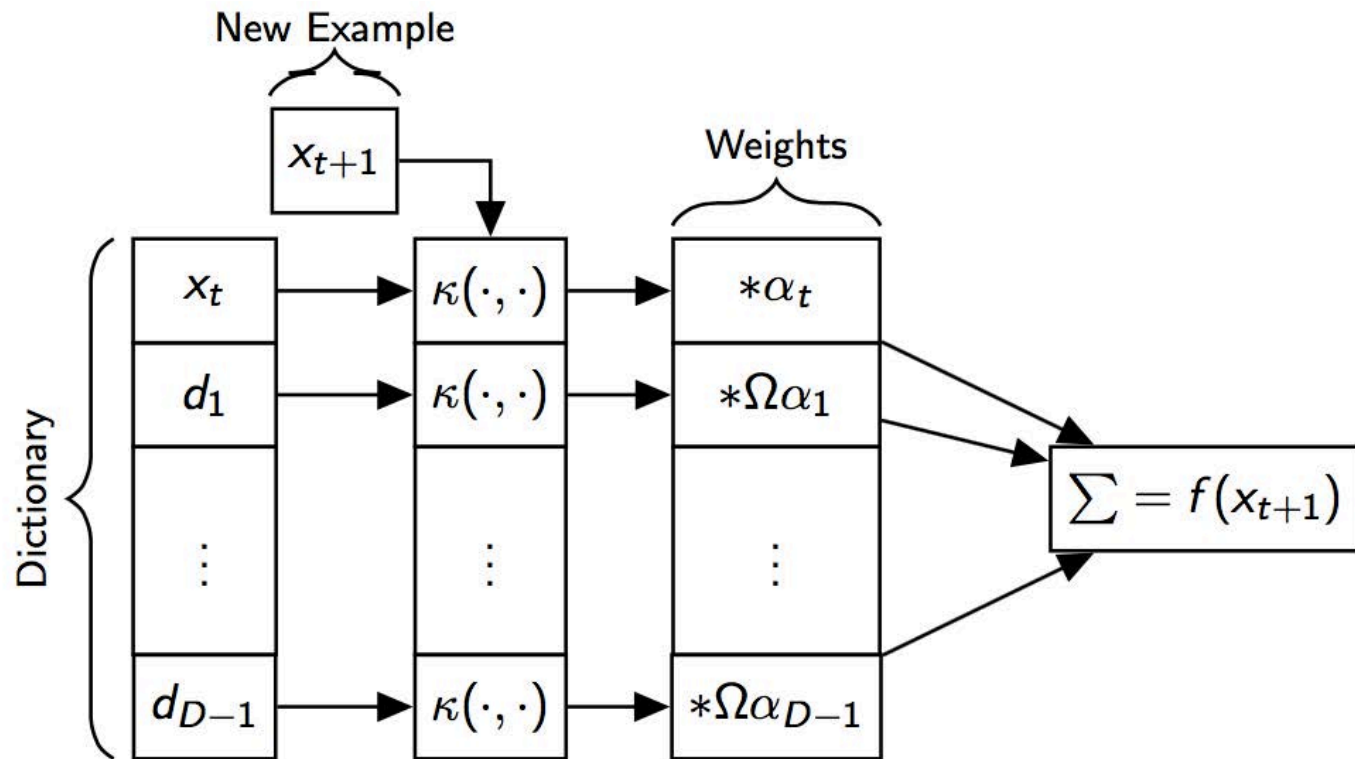 New Example
x_{t+1}
Weights
Dictionary
x_t κ(·, ·) *α_t
d_1 κ(·, ·) *Ωα_1
⋮ ⋮ ⋮
d_{D−1} κ(·, ·) *Ωα_{D−1}
∑ = f(x_{t+1})